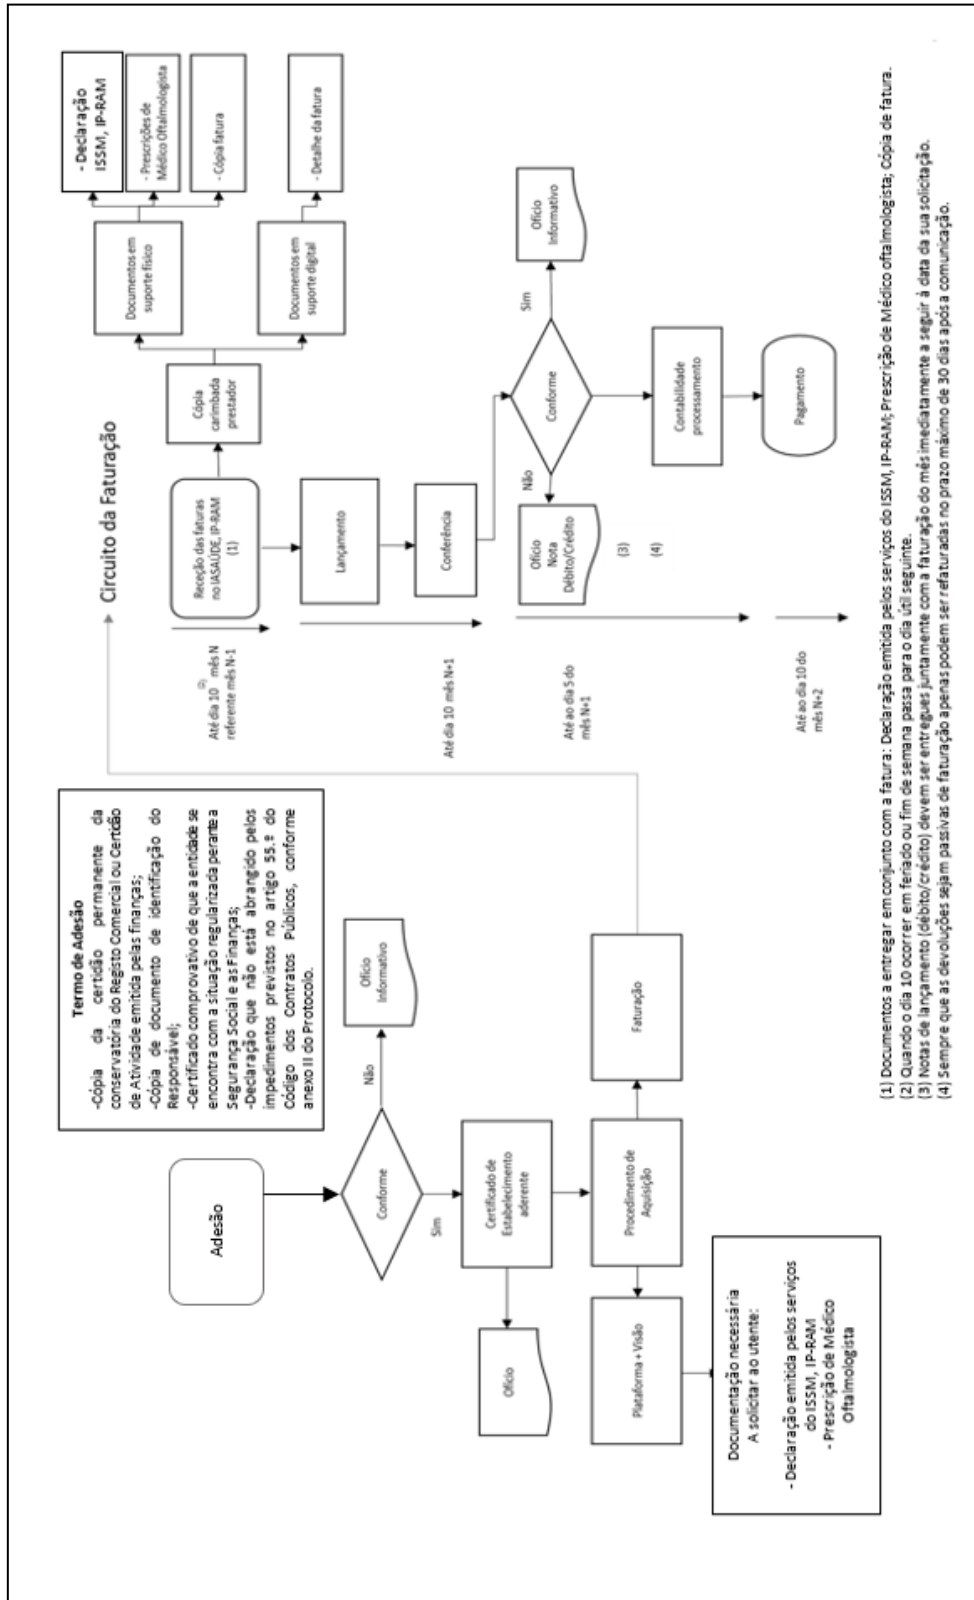 Termo de Adesão
-Cópia da certidão permanente da
conservatória do Registo Comercial ou Certidão
de Atividade emitida pelas finanças;
-Cópia de documento de identificação do
Responsável;
-Certificado comprovativo de que a entidade se
encontra com a situação regularizada perante a
Segurança Social e as Finanças;
-Declaração que não está abrangido pelos
impedimentos previstos no artigo 55.º do
Código dos Contratos Públicos, conforme
anexo II do Protocolo.
Adesão
Conforme
Não
Ofício
Informativo
Sim
Certificado de
Estabelecimento
aderente
Ofício
Procedimento de
Aquisição
Faturação
Plataforma + Visão
Documentação necessária
A solicitar ao utente:
- Declaração emitida pelos serviços
do ISSM, IP-RAM
- Prescrição de Médico
Oftalmologista
Circuito da Faturação
Receção das faturas
no IASAÚDE, IP-RAM
(1)
Cópia
carimbada
prestador
Documentos em
suporte físico
- Declaração
ISSM, IP-RAM
- Prescrições de
Médico Oftalmologista
- Cópia fatura
Documentos em
suporte digital
- Detalhe da fatura
(2)
Até dia 10 mês N
referente mês N-1
Lançamento
Conferência
Até dia 10 mês N+1
Conforme
Sim
Ofício
Informativo
Não
Ofício
Nota
Débito/Crédito
(3)
(4)
Até ao dia 5 do
mês N+1
Contabilidade
processamento
Pagamento
Até ao dia 10 do
mês N+2
(1) Documentos a entregar em conjunto com a fatura: Declaração emitida pelos serviços do ISSM, IP-RAM; Prescrição de Médico oftalmologista; Cópia de fatura.
(2) Quando o dia 10 ocorrer em feriado ou fim de semana passa para o dia útil seguinte.
(3) Notas de lançamento (débito/crédito) devem ser entregues juntamente com a faturação do mês imediatamente a seguir à data da sua solicitação.
(4) Sempre que as devoluções sejam passivas de faturação apenas podem ser refaturadas no prazo máximo de 30 dias após a comunicação.